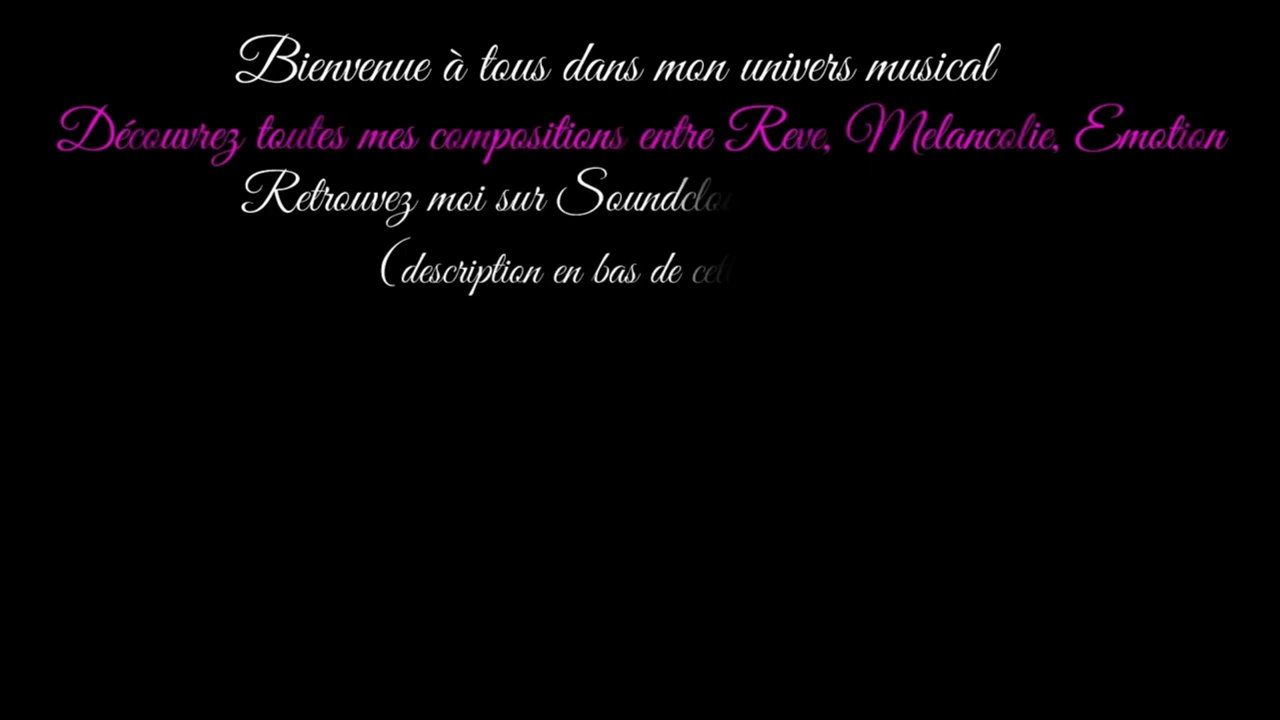 Bienvenue à tous dans mon univers musical
Découvrez toutes mes compositions entre Reve, Melancolie, Emotion
Retrouvez moi sur
(description en bas de